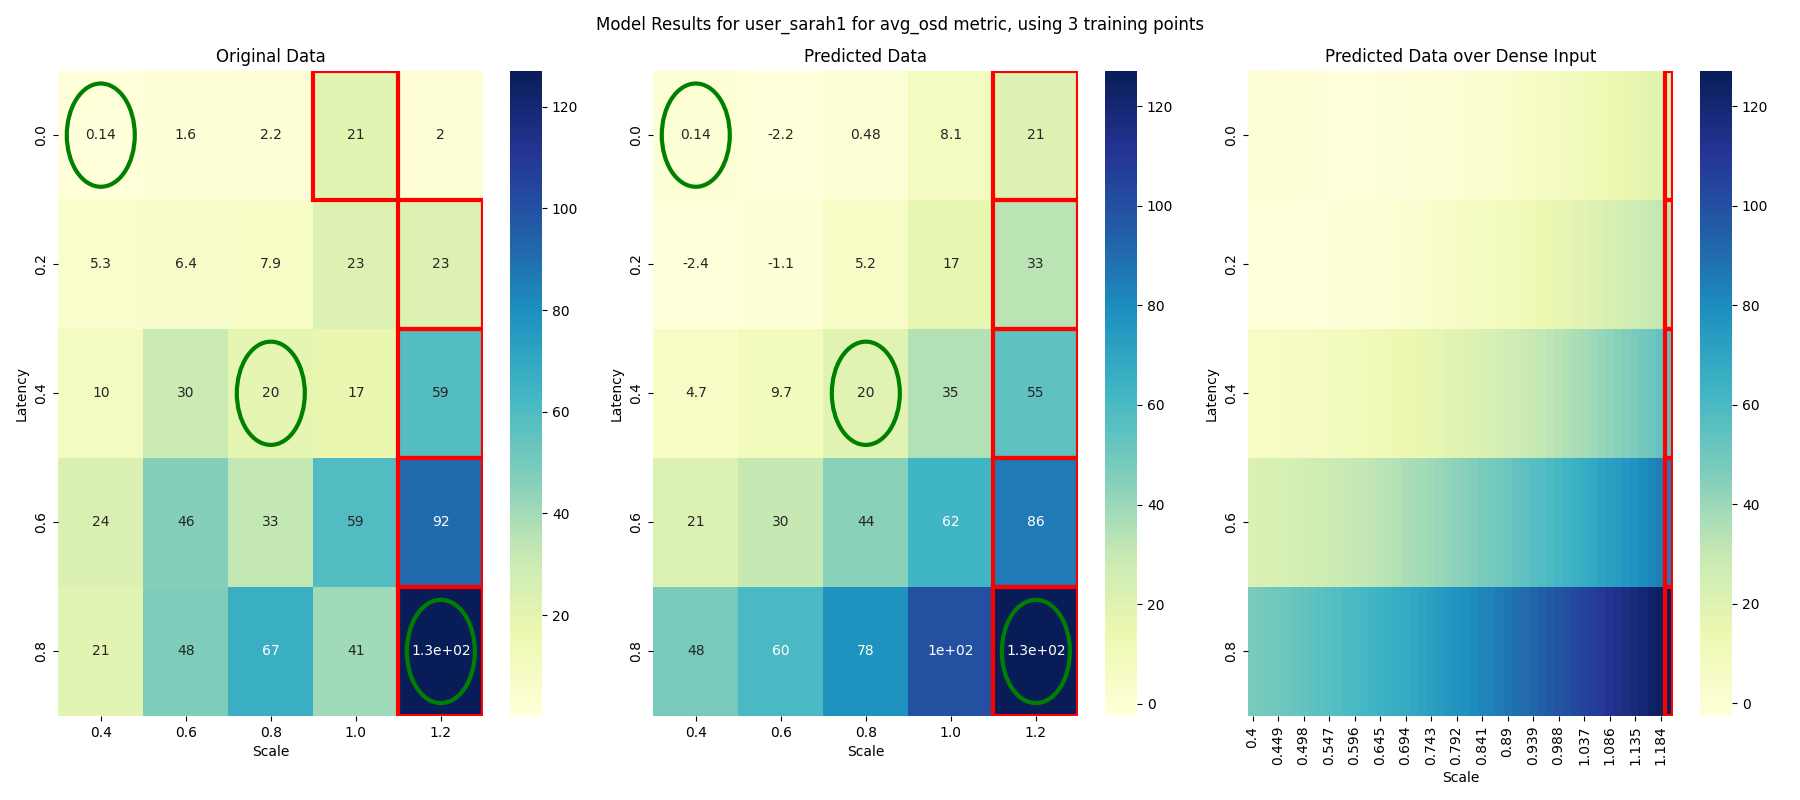 Model Results for user_sarah1 for avg_osd metric, using 3 training points
Original Data
0.14 1.6 2.2 21 2
5.3 6.4 7.9 23 23
10 30 20 17 59
24 46 33 59 92
21 48 67 41 1.3e+02
0.0
0.2
0.4
0.6
0.8
Latency
0.4 0.6 0.8 1.0 1.2
Scale
120
100
80
60
40
20
Predicted Data
0.14 -2.2 0.48 8.1 21
-2.4 -1.1 5.2 17 33
4.7 9.7 20 35 55
21 30 44 62 86
48 60 78 1e+02 1.3e+02
0.0
0.2
0.4
0.6
0.8
Latency
0.4 0.6 0.8 1.0 1.2
Scale
120
100
80
60
40
20
0
Predicted Data over Dense Input
0.0
0.2
0.4
0.6
0.8
Latency
0.4 0.449 0.498 0.547 0.596 0.645 0.694 0.743 0.792 0.841 0.89 0.939 0.988 1.037 1.086 1.135 1.184
Scale
120
100
80
60
40
20
0